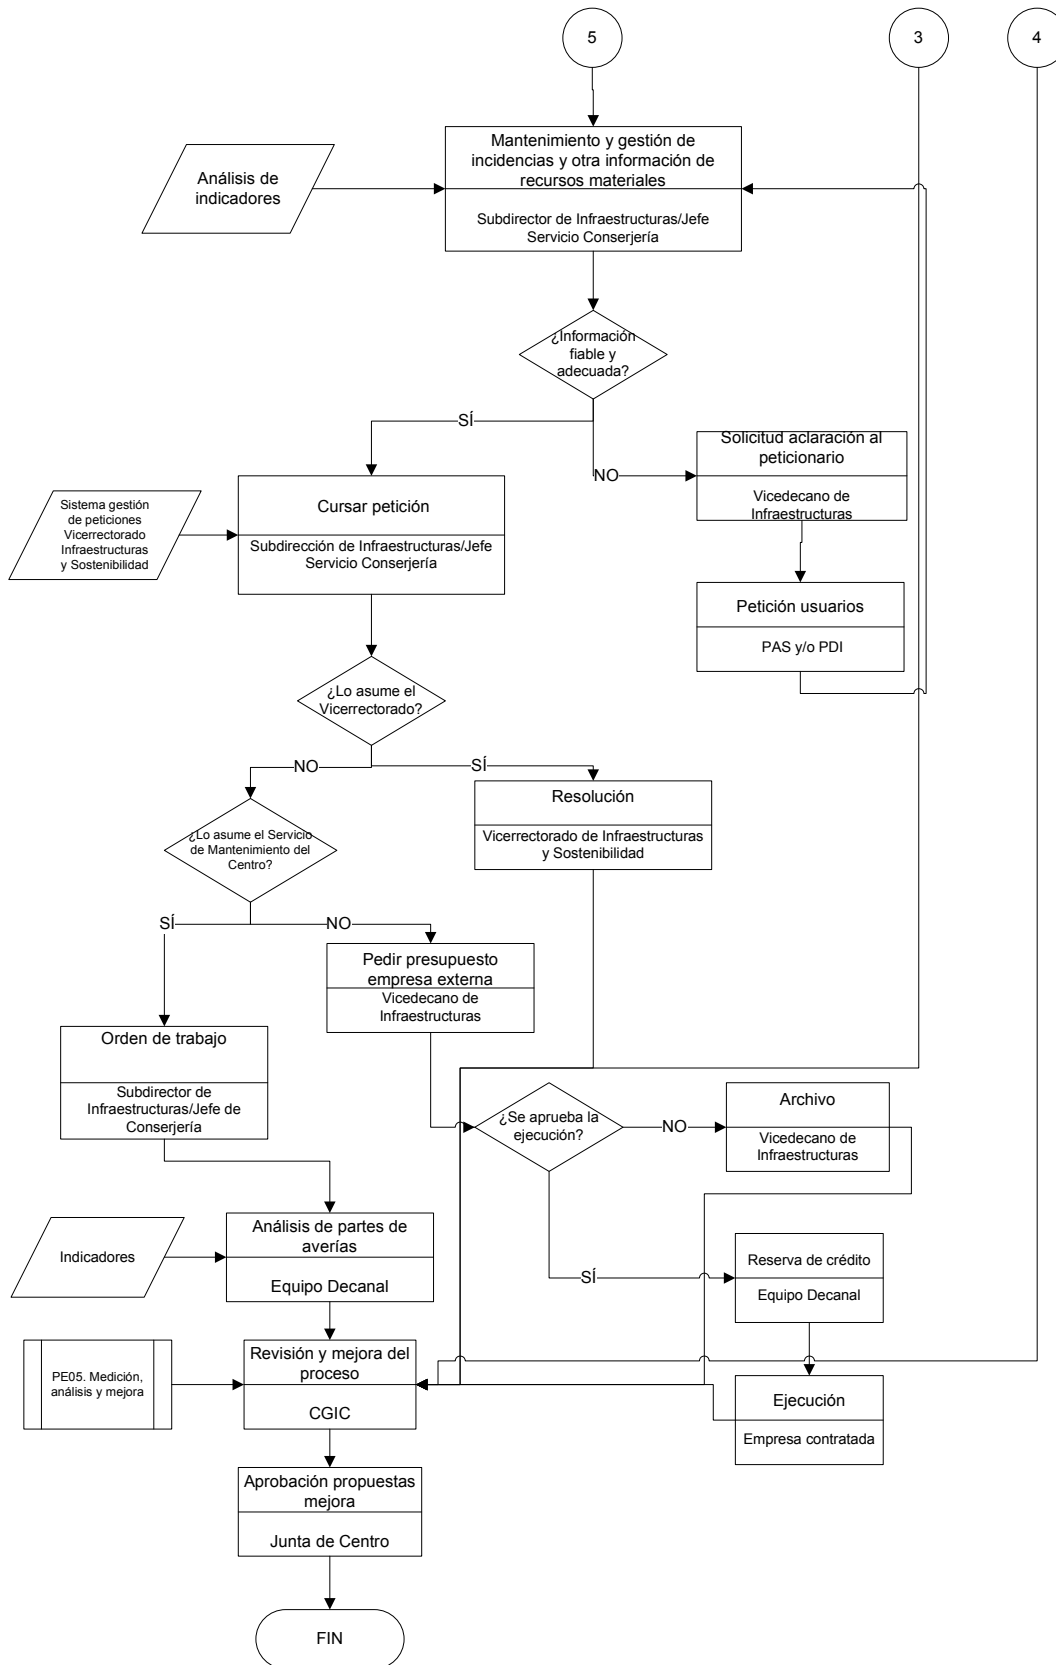 5
3
4
Mantenimiento y gestión de
incidencias y otra información de
recursos materiales
Subdirector de Infraestructuras/Jefe
Servicio Conserjería
Análisis de
indicadores
¿Información
fiable y
adecuada?
SÍ
NO
Solicitud aclaración al
peticionario
Vicedecano de
Infraestructuras
Sistema gestión
de peticiones
Vicerrectorado
Infraestructuras
y Sostenibilidad
Cursar petición
Subdirección de Infraestructuras/Jefe
Servicio Conserjería
Petición usuarios
PAS y/o PDI
¿Lo asume el
Vicerrectorado?
NO
SÍ
Resolución
Vicerrectorado de Infraestructuras
y Sostenibilidad
¿Lo asume el Servicio
de Mantenimiento del
Centro?
SÍ
NO
Pedir presupuesto
empresa externa
Vicedecano de
Infraestructuras
Orden de trabajo
Subdirector de
Infraestructuras/Jefe de
Conserjería
¿Se aprueba la
ejecución?
NO
Archivo
Vicedecano de
Infraestructuras
Indicadores
Análisis de partes de
averías
Equipo Decanal
SÍ
Reserva de crédito
Equipo Decanal
PE05. Medición,
análisis y mejora
Revisión y mejora del
proceso
CGIC
Ejecución
Empresa contratada
Aprobación propuestas
mejora
Junta de Centro
FIN